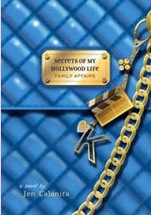 SECRETS OF MY
HOLLYWOOD LIFE
FAMILY AFFAIRS
K
a novel by
Jen Calonita